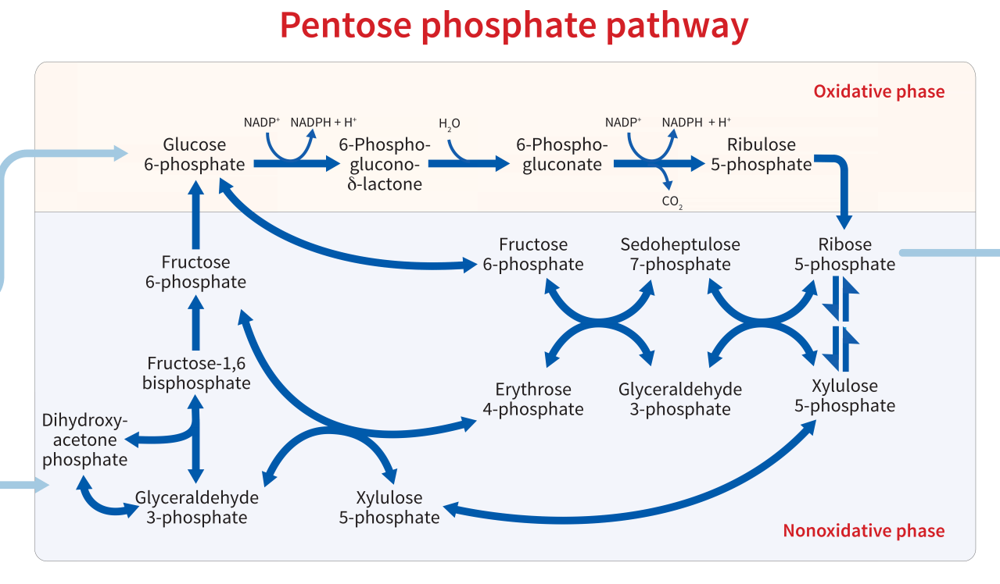 Pentose phosphate pathway
Oxidative phase
NADP⁺
NADPH + H⁺
H₂O
NADP⁺
NADPH + H⁺
Glucose
6-phosphate
6-Phospho-
glucono-
δ-lactone
6-Phospho-
gluconate
Ribulose
5-phosphate
CO₂
Fructose
6-phosphate
Fructose
6-phosphate
Sedoheptulose
7-phosphate
Ribose
5-phosphate
Fructose-1,6
bisphosphate
Erythrose
4-phosphate
Glyceraldehyde
3-phosphate
Xylulose
5-phosphate
Dihydroxy-
acetone
phosphate
Glyceraldehyde
3-phosphate
Xylulose
5-phosphate
Nonoxidative phase